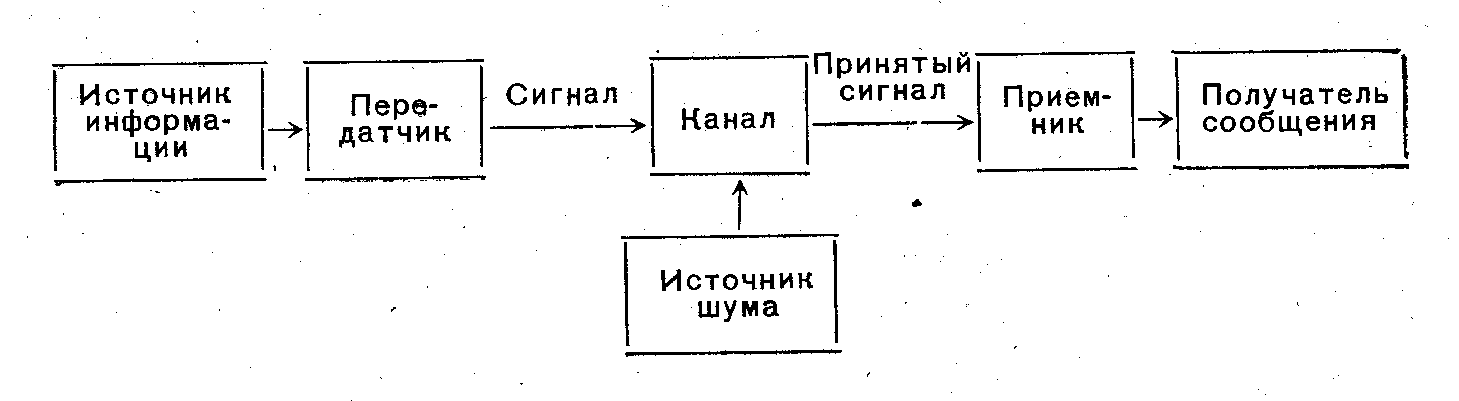 Источник
информа-
ции
Пере-
датчик
Сигнал
Канал
Принятый
сигнал
Прием-
ник
Получатель
сообщения
Источник
шума